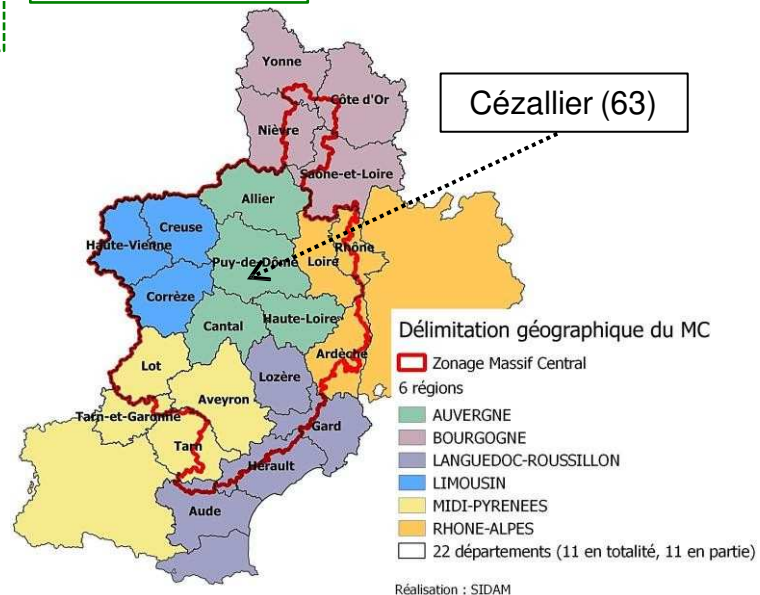 Yonne
Côte d'Or
Cézallier (63)
Nièvre
Saône-et-Loire
Allier
Creuse
Haute-Vienne
Rhône
Puy-de-Dôme
Loire
Corrèze
Cantal
Haute-Loire
Ardèche
Lot
Lozère
Aveyron
Tarn-et-Garonne
Gard
Tarn
Hérault
Aude
Délimitation géographique du MC
Zonage Massif Central
6 régions
AUVERGNE
BOURGOGNE
LANGUEDOC-ROUSSILLON
LIMOUSIN
MIDI-PYRENEES
RHONE-ALPES
22 départements (11 en totalité, 11 en partie)
Réalisation : SIDAM